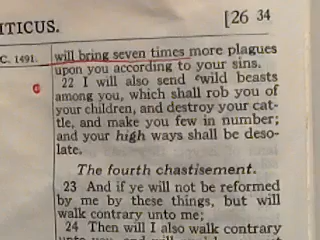 ITICUS.
[26 34
C. 1491.
will bring seven times more plagues
upon you according to your sins.
22 I will also send ᵉwild beasts
among you, which shall rob you of
your children, and destroy your cat-
tle, and make you few in number;
and your high ways shall be deso-
late.
The fourth chastisement.
23 And if ye will not be reformed
by me by these things, but will
walk contrary unto me;
24 Then will I also walk contrary